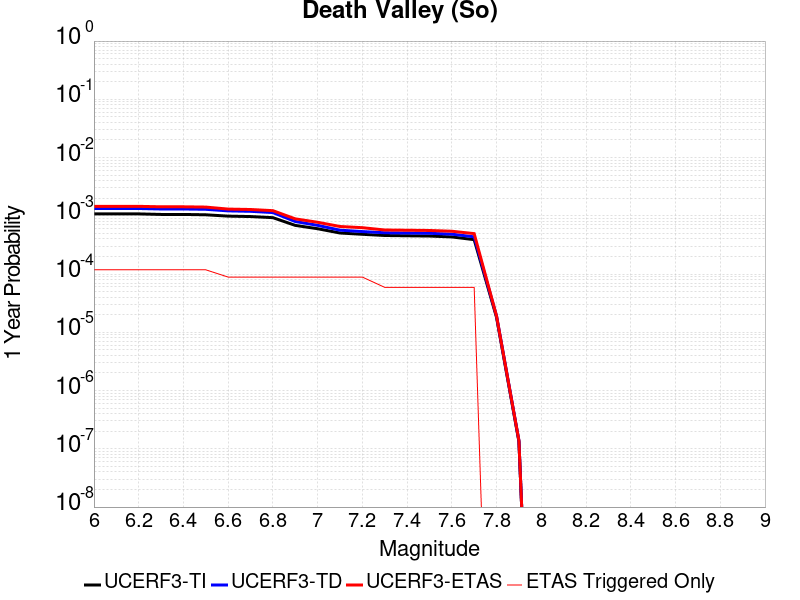 Death Valley (So)
1 Year Probability
10^0
10^-1
10^-2
10^-3
10^-4
10^-5
10^-6
10^-7
10^-8
6 6.2 6.4 6.6 6.8 7 7.2 7.4 7.6 7.8 8 8.2 8.4 8.6 8.8 9
Magnitude
UCERF3-TI UCERF3-TD UCERF3-ETAS ETAS Triggered Only